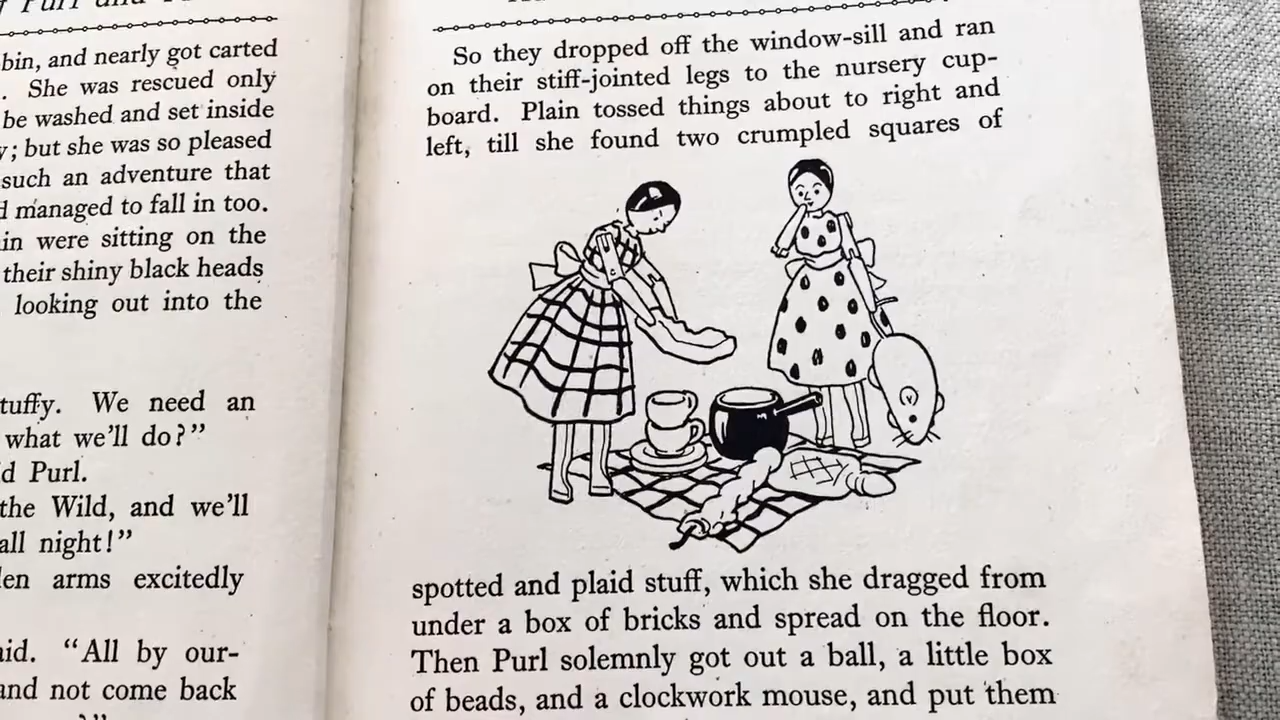 Purl and
bin, and nearly got carted
. She was rescued only
be washed and set inside
; but she was so pleased
such an adventure that
managed to fall in too.
in were sitting on the
their shiny black heads
looking out into the
tuffy. We need an
what we'll do?"
d Purl.
the Wild, and we'll
all night!"
en arms excitedly
aid. "All by our-
and not come back
So they dropped off the window-sill and ran
on their stiff-jointed legs to the nursery cup-
board. Plain tossed things about to right and
left, till she found two crumpled squares of
spotted and plaid stuff, which she dragged from
under a box of bricks and spread on the floor.
Then Purl solemnly got out a ball, a little box
of beads, and a clockwork mouse, and put them